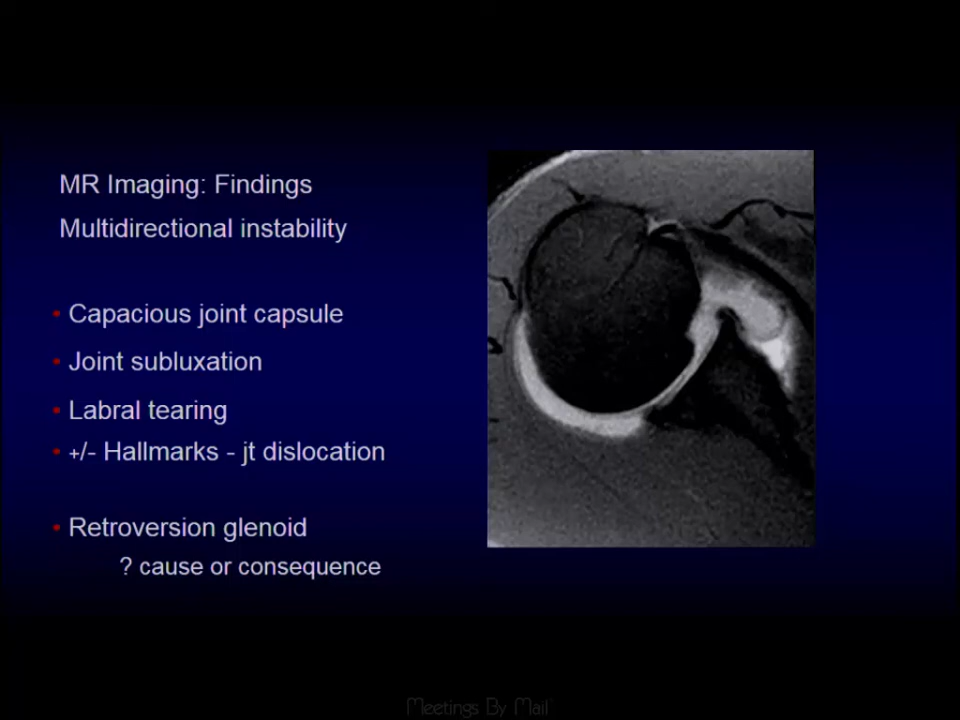 MR Imaging: Findings
Multidirectional instability
• Capacious joint capsule
• Joint subluxation
• Labral tearing
• +/- Hallmarks - jt dislocation
• Retroversion glenoid
? cause or consequence
Meetings By Mail